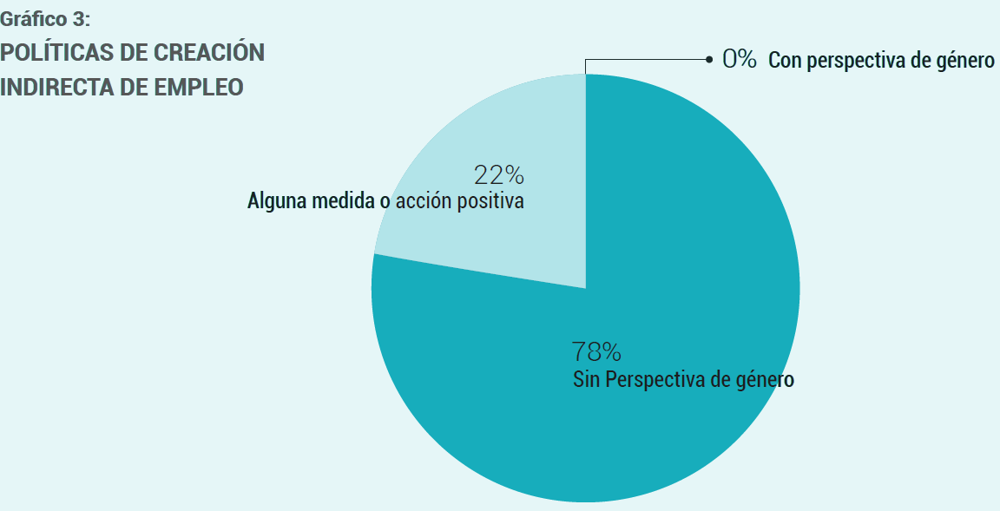 Gráfico 3:
POLÍTICAS DE CREACIÓN
INDIRECTA DE EMPLEO
0% Con perspectiva de género
22%
Alguna medida o acción positiva
78%
Sin Perspectiva de género